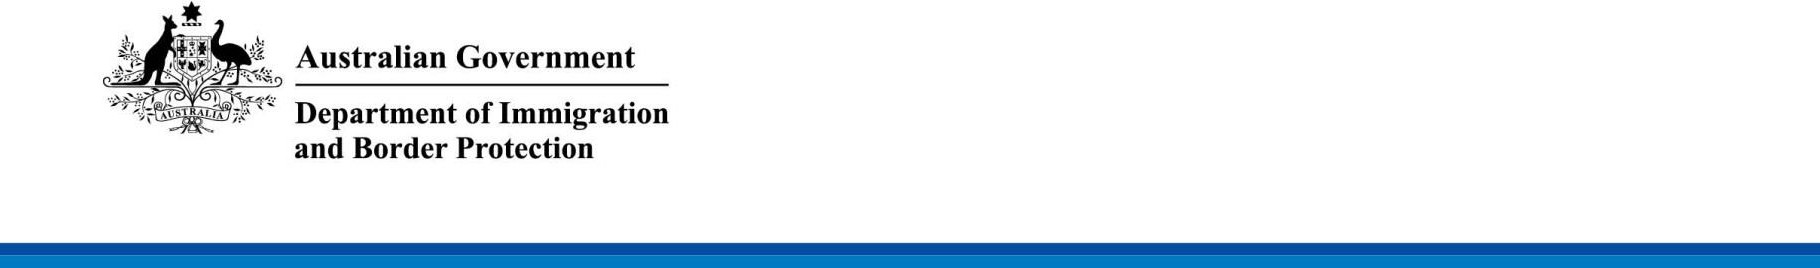 AUSTRALIA
Australian Government
Department of Immigration
and Border Protection